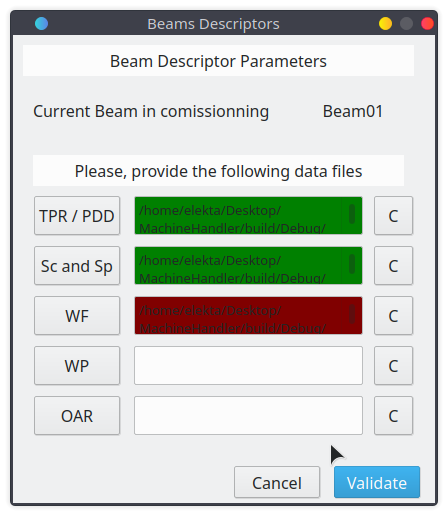 Beams Descriptors
Beam Descriptor Parameters
Current Beam in comissionning Beam01
Please, provide the following data files
TPR / PDD /home/elekta/Desktop/ C
MachineHandler/build/Debug/
Sc and Sp /home/elekta/Desktop/ C
MachineHandler/build/Debug/
WF /home/elekta/Desktop/ C
MachineHandler/build/Debug/
WP C
OAR C
Cancel Validate